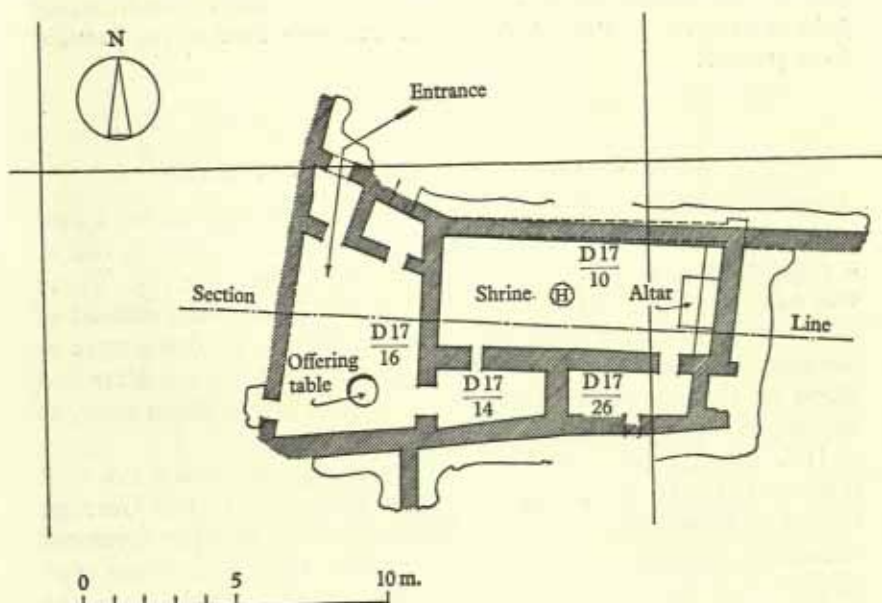 N
Entrance
D 17
10
Section
Shrine
H
Altar
Line
D 17
16
Offering
table
D 17
14
D 17
26
0 5 10 m.